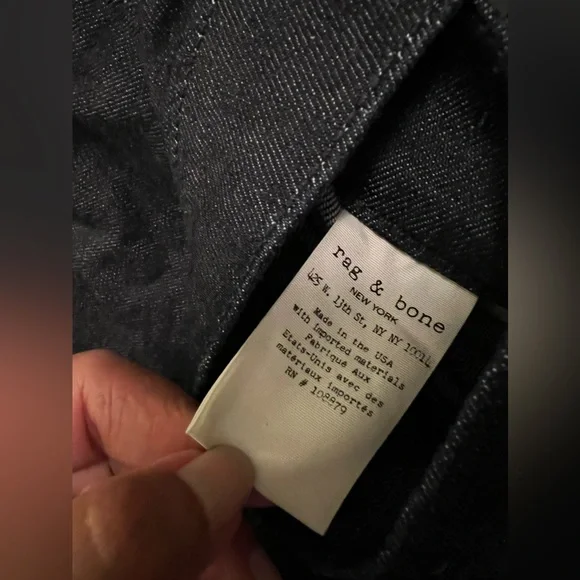 rag & bone
NEW YORK
425 W. 13th St, NY NY 10014
Made in the USA
with imported materials
Fabriqué Aux
Etats-Unis avec des
matériaux importés
RN # 108879